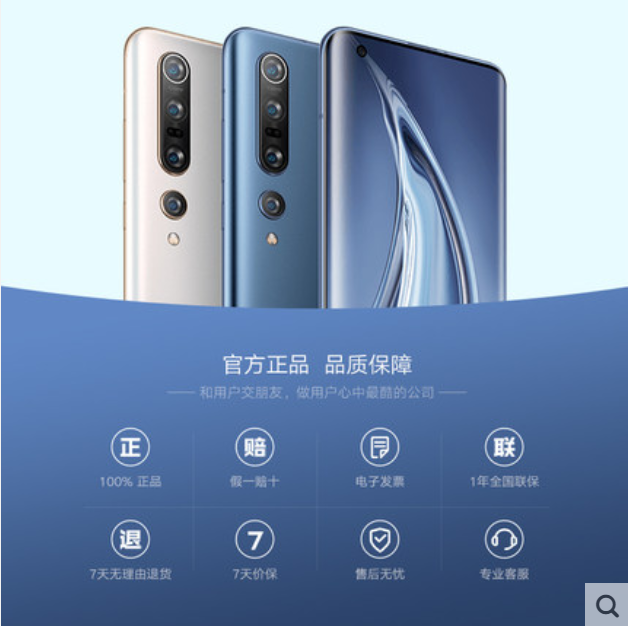 官方正品 品质保障
和用户交朋友，做用户心中最酷的公司
正 赔 联
100% 正品 假一赔十 电子发票 1年全国联保
退 7
7天无理由退货 7天价保 售后无忧 专业客服